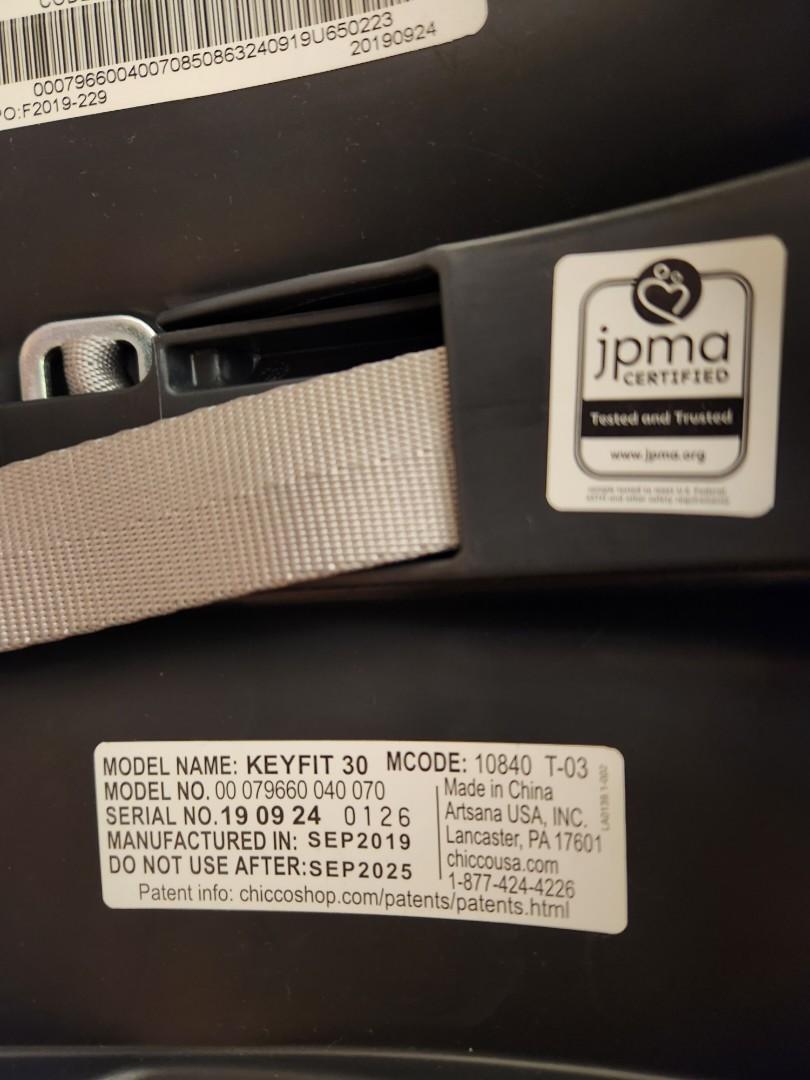 0007966004007085086324​0919U650223
20190924
PO:F2019-229
jpma
CERTIFIED
Tested and Trusted
www.jpma.org
MODEL NAME: KEYFIT 30 MCODE: 10840 T-03
MODEL NO. 00 079660 040 070
SERIAL NO. 19 09 24 0126
MANUFACTURED IN: SEP2019
DO NOT USE AFTER: SEP2025
Made in China
Artsana USA, INC.
Lancaster, PA 17601
chiccousa.com
1-877-424-4226
Patent info: chiccoshop.com/patents/patents.html